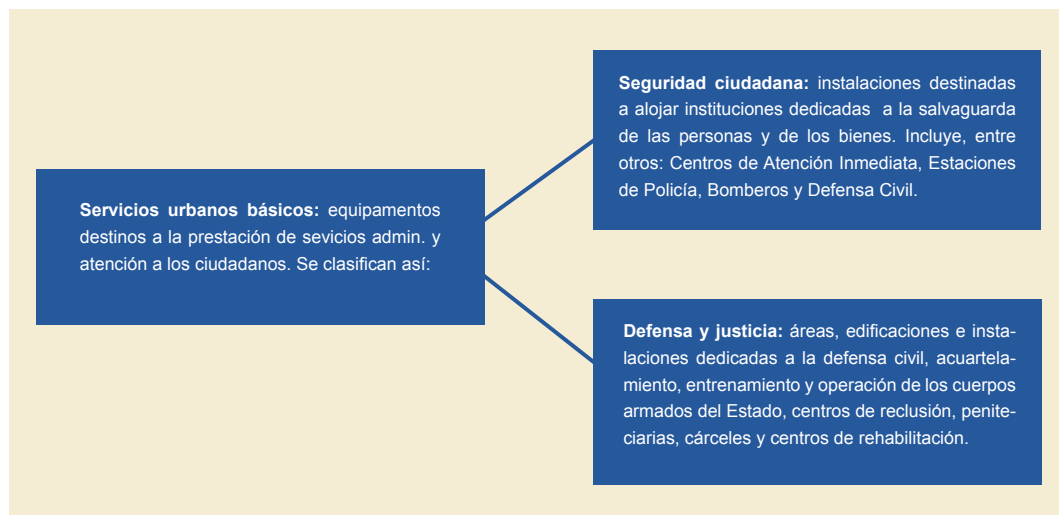 Servicios urbanos básicos: equipamentos
destinos a la prestación de sevicios admin. y
atención a los ciudadanos. Se clasifican así:
Seguridad ciudadana: instalaciones destinadas
a alojar instituciones dedicadas a la salvaguarda
de las personas y de los bienes. Incluye, entre
otros: Centros de Atención Inmediata, Estaciones
de Policía, Bomberos y Defensa Civil.
Defensa y justicia: áreas, edificaciones e insta-
laciones dedicadas a la defensa civil, acuartela-
miento, entrenamiento y operación de los cuerpos
armados del Estado, centros de reclusión, penite-
ciarias, cárceles y centros de rehabilitación.